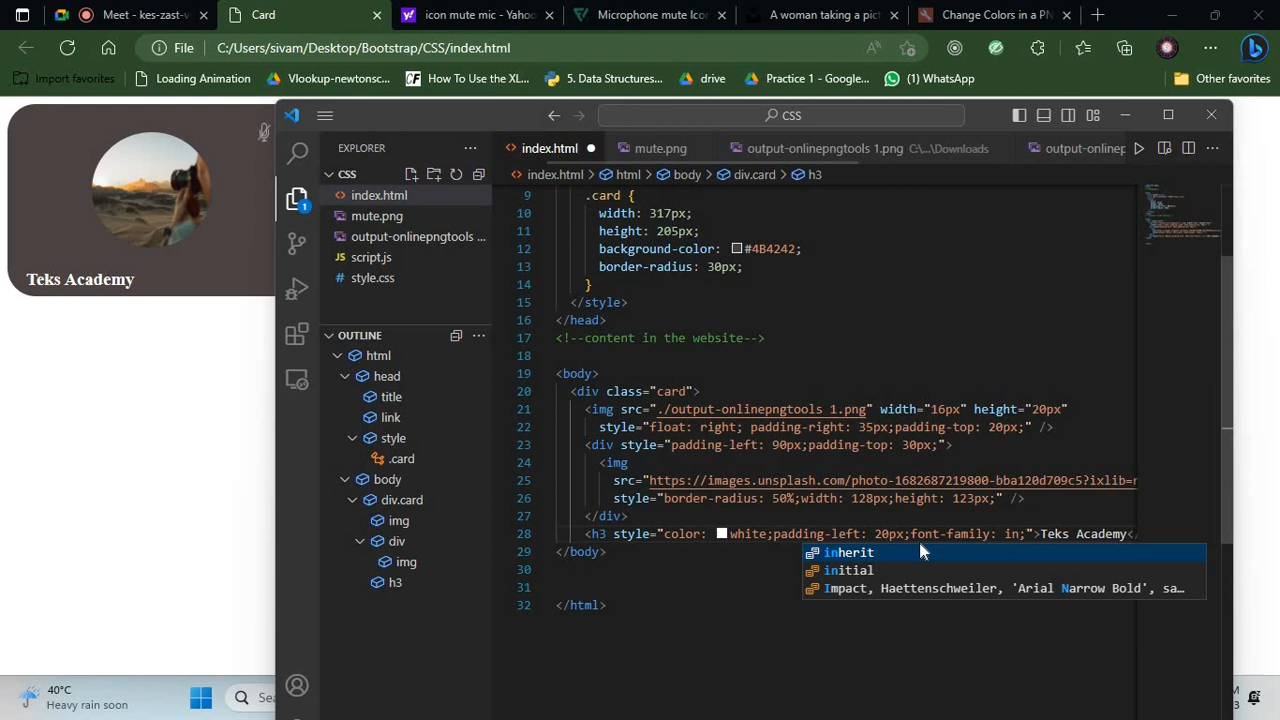 Meet - kes-zast-v
Card
icon mute mic - Yahoo
Microphone mute Icon
A woman taking a pict
Change Colors in a PN
File
C:/Users/sivam/Desktop/Bootstrap/CSS/index.html
Import favorites
Loading Animation
Vlookup-newtonsc...
How To Use the XL...
5. Data Structures...
drive
Practice 1 - Google...
(1) WhatsApp
Other favorites
Teks Academy
CSS
EXPLORER
index.html
mute.png
output-onlinepngtools 1.png C:\...\Downloads
output-onlinep
CSS
index.html > html > body > div.card > h3
index.html
mute.png
output-onlinepngtools-...
script.js
style.css
1
OUTLINE
html
head
title
link
style
.card
body
div.card
img
div
img
h3
9 .card {
10 width: 317px;
11 height: 205px;
12 background-color: #4B4242;
13 border-radius: 30px;
14 }
15 </style>
16 </head>
17 <!--content in the website-->
18
19 <body>
20 <div class="card">
21 <img src="./output-onlinepngtools 1.png" width="16px" height="20px"
22 style="float: right; padding-right: 35px;padding-top: 20px;" />
23 <div style="padding-left: 90px;padding-top: 30px;">
24 <img
25 src="https://images.unsplash.com/photo-1682687219800-bba120d709c5?ixlib=r
26 style="border-radius: 50%;width: 128px;height: 123px;" />
27 </div>
28 <h3 style="color: white;padding-left: 20px;font-family: in;">Teks Academy</
29 </body>
30
31
32 </html>
inherit
initial
Impact, Haettenschweiler, 'Arial Narrow Bold', sa...
40°C
Heavy rain soon
Sea
M
3